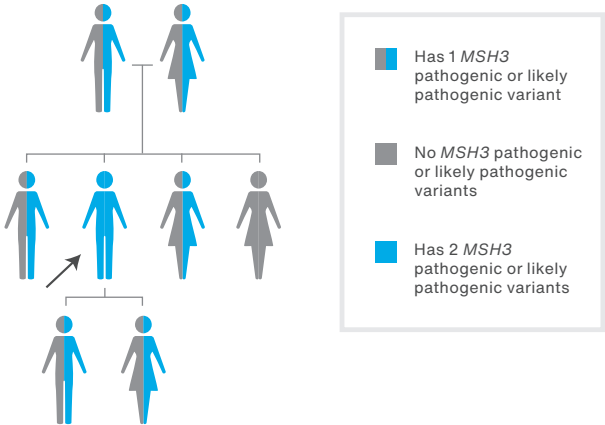 Has 1 MSH3
pathogenic or likely
pathogenic variant
No MSH3 pathogenic
or likely pathogenic
variants
Has 2 MSH3
pathogenic or likely
pathogenic variants